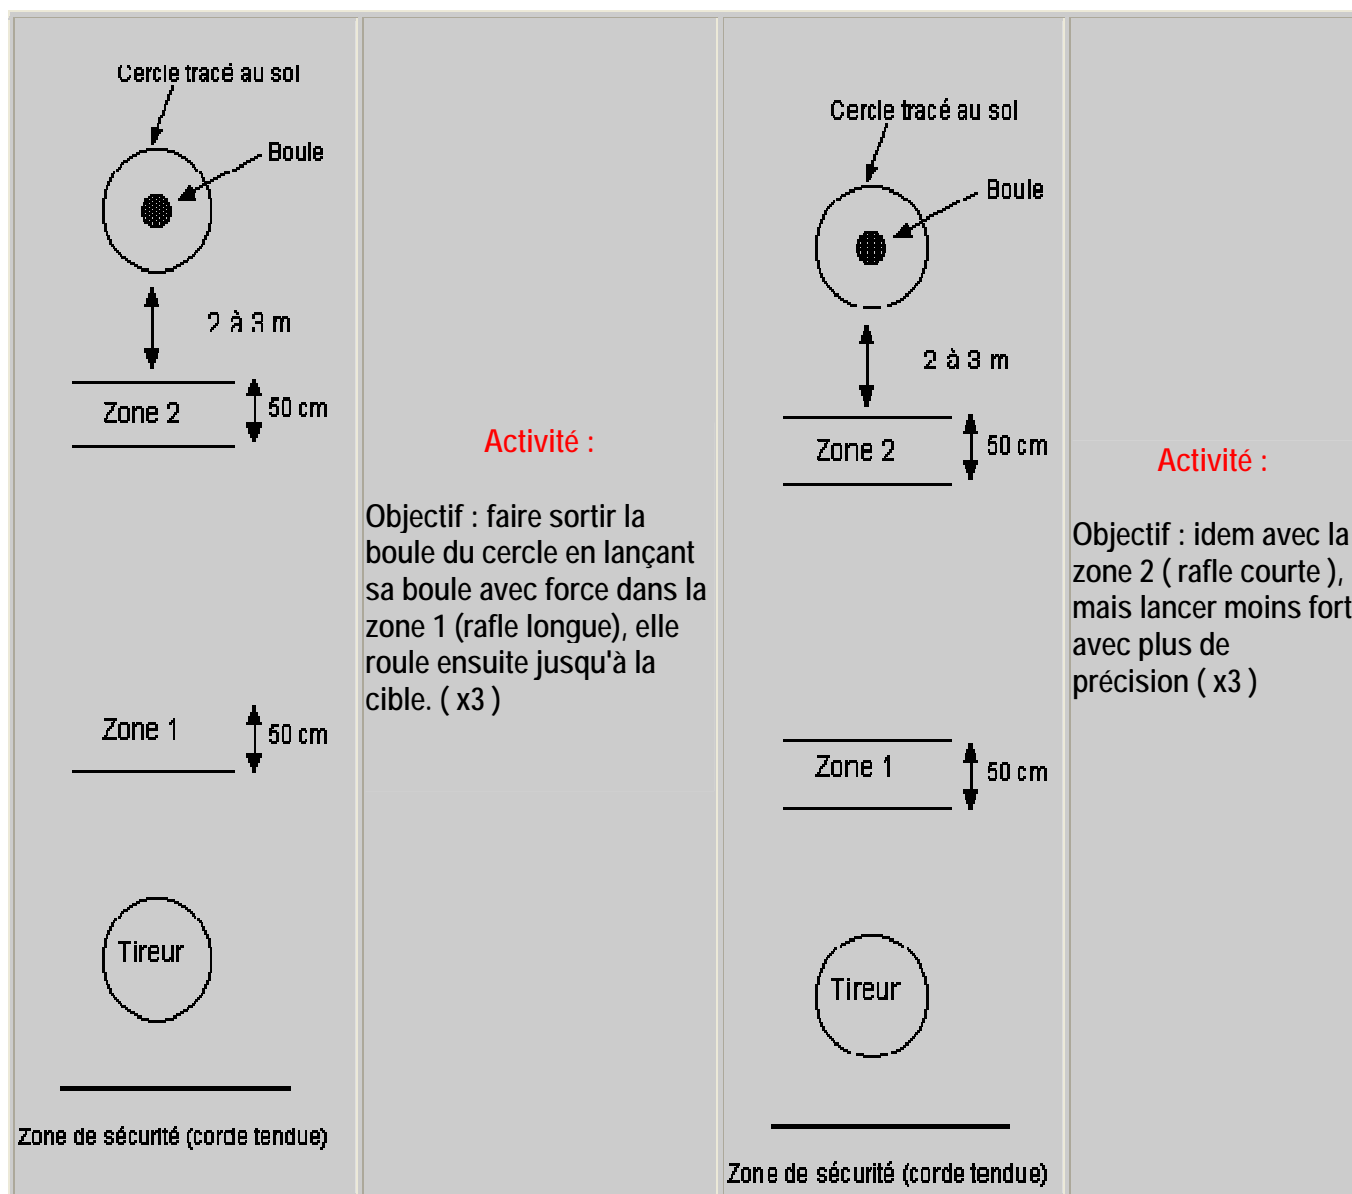 Cercle tracé au sol
Boule
2 à 3 m
Zone 2
50 cm
Zone 1
50 cm
Tireur
Zone de sécurité (corde tendue)
Activité :
Objectif : faire sortir la
boule du cercle en lançant
sa boule avec force dans la
zone 1 (rafle longue), elle
roule ensuite jusqu'à la
cible. ( x3 )
Cercle tracé au sol
Boule
2 à 3 m
Zone 2
50 cm
Zone 1
50 cm
Tireur
Zone de sécurité (corde tendue)
Activité :
Objectif : idem avec la
zone 2 ( rafle courte ),
mais lancer moins fort
avec plus de
précision ( x3 )